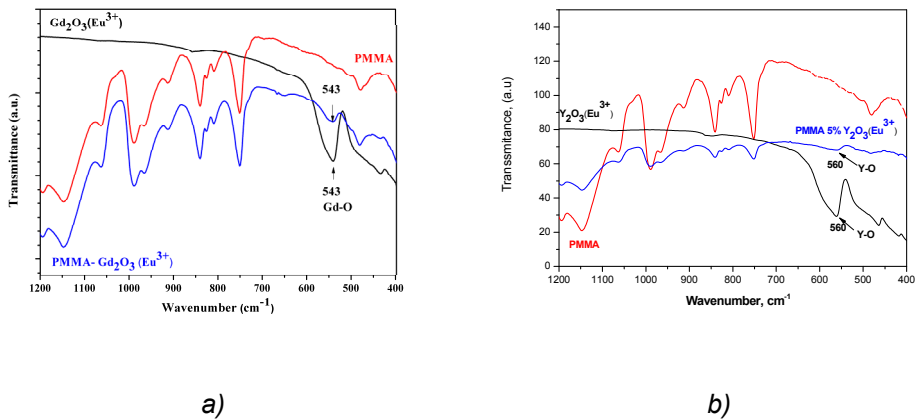 Gd₂O₃(Eu³⁺)
PMMA
543
543
Gd-O
PMMA- Gd₂O₃ (Eu³⁺)
Transmittance (a.u.)
1200 1100 1000 900 800 700 600 500 400
Wavenumber (cm⁻¹)
a)
140
120
100
80
60
40
20
0
Transsmitance, (a.u)
Y₂O₃(Eu³⁺)
PMMA 5% Y₂O₃(Eu³⁺)
560
Y-O
560
Y-O
PMMA
1200 1100 1000 900 800 700 600 500 400
Wavenumber, cm⁻¹
b)